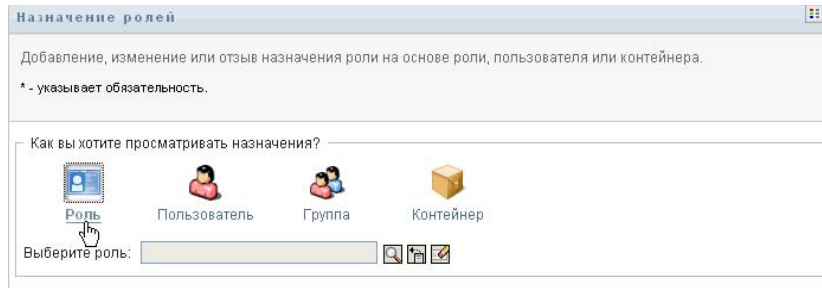 Назначение ролей
Добавление, изменение или отзыв назначения роли на основе роли, пользователя или контейнера.
* - указывает обязательность.
Как вы хотите просматривать назначения?
Роль Пользователь Группа Контейнер
Выберите роль: